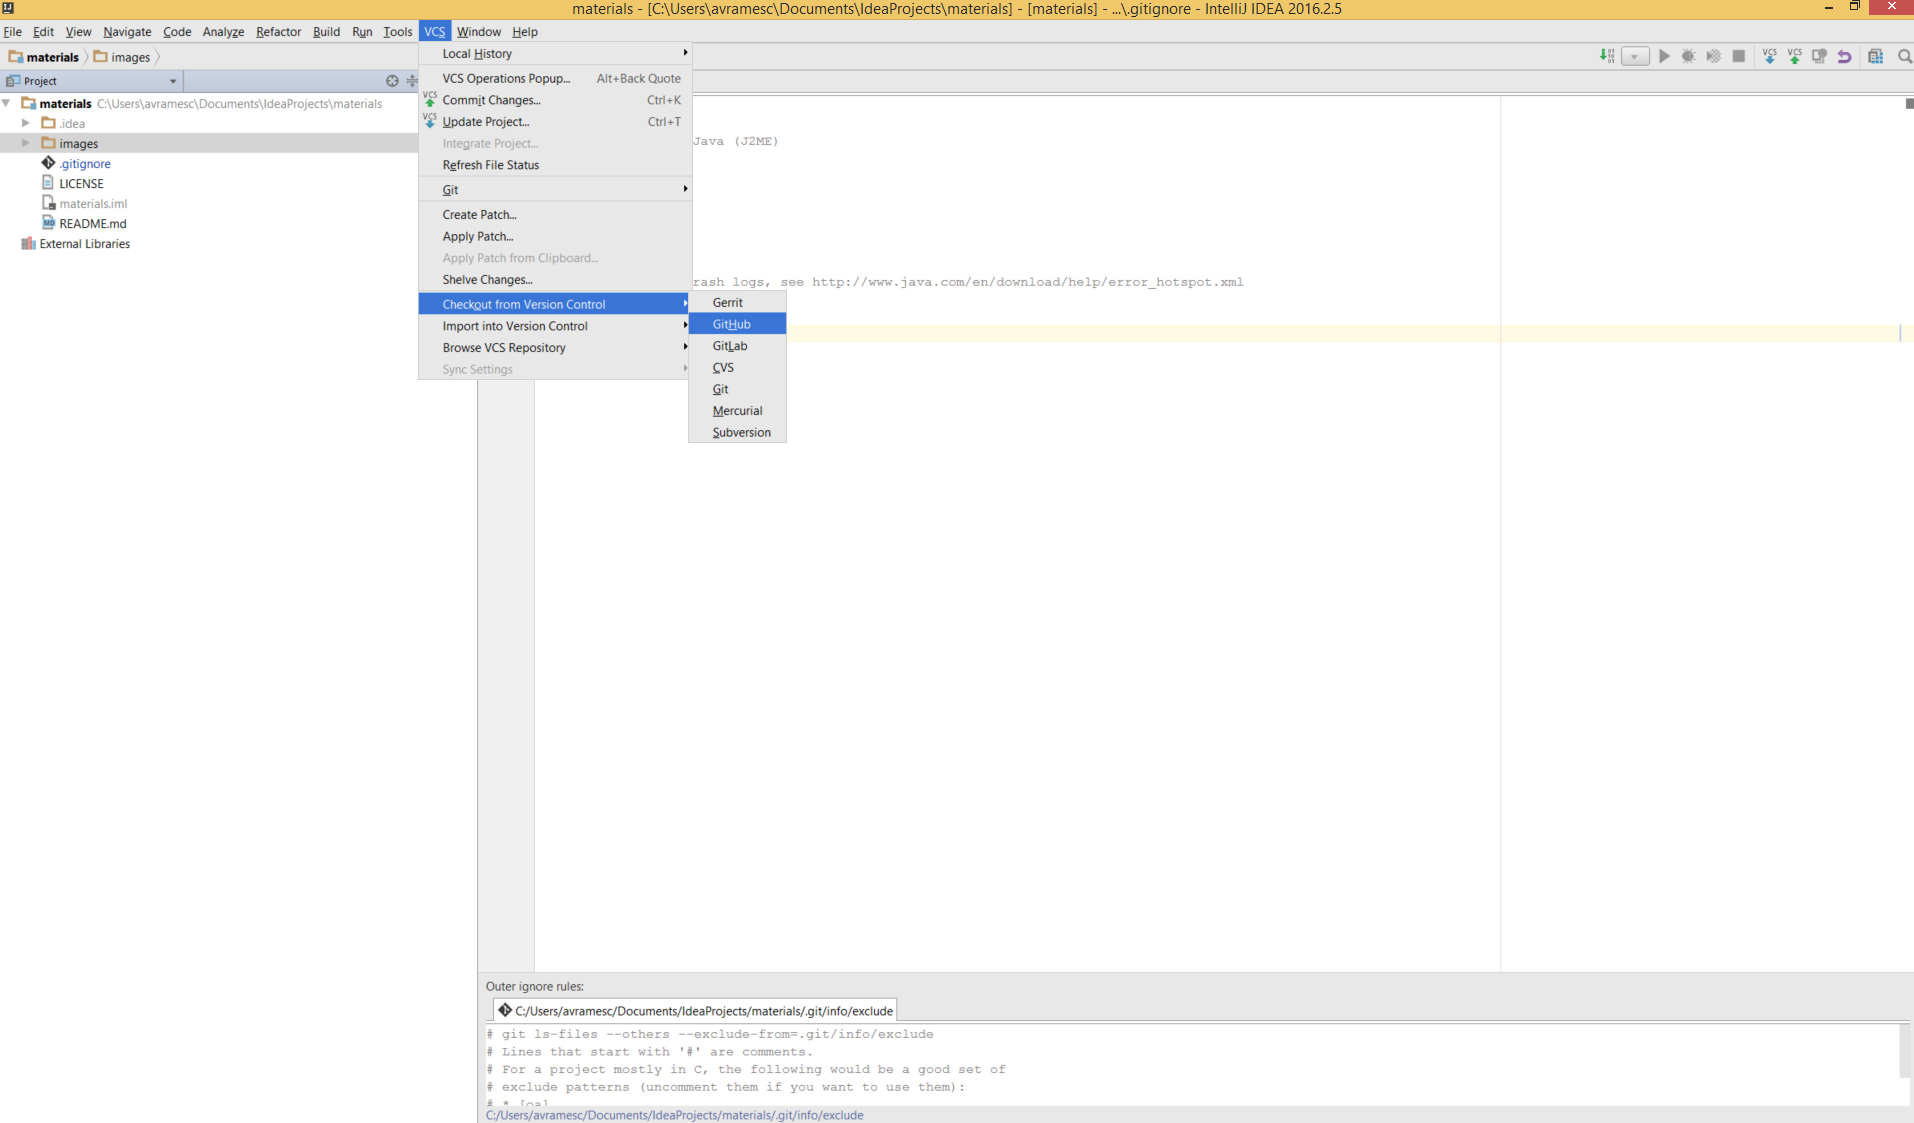 materials - [C:\Users\avramesc\Documents\IdeaProjects\materials] - [materials] - ...\.gitignore - IntelliJ IDEA 2016.2.5
File Edit View Navigate Code Analyze Refactor Build Run Tools VCS Window Help
materials images
Project
materials C:\Users\avramesc\Documents\IdeaProjects\materials
.idea
images
.gitignore
LICENSE
materials.iml
README.md
External Libraries
Local History
VCS Operations Popup... Alt+Back Quote
VCS Commit Changes... Ctrl+K
VCS Update Project... Ctrl+T
Integrate Project...
Refresh File Status
Git
Create Patch...
Apply Patch...
Apply Patch from Clipboard...
Shelve Changes...
Checkout from Version Control
Import into Version Control
Browse VCS Repository
Sync Settings
Gerrit
GitHub
GitLab
CVS
Git
Mercurial
Subversion
VCS VCS
Java (J2ME)
rash logs, see http://www.java.com/en/download/help/error_hotspot.xml
Outer ignore rules:
C:/Users/avramesc/Documents/IdeaProjects/materials/.git/info/exclude
# git ls-files --others --exclude-from=.git/info/exclude
# Lines that start with '#' are comments.
# For a project mostly in C, the following would be a good set of
# exclude patterns (uncomment them if you want to use them):
# *.[oa]
C:/Users/avramesc/Documents/IdeaProjects/materials/.git/info/exclude